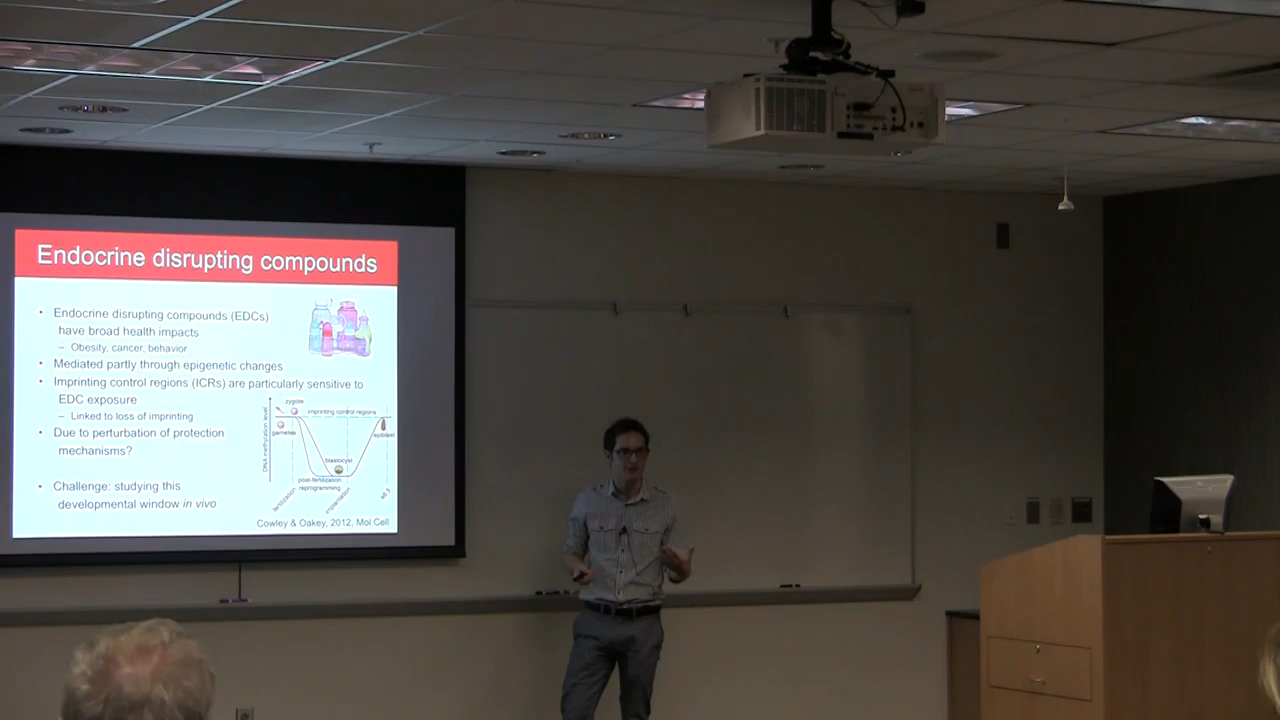 Endocrine disrupting compounds
• Endocrine disrupting compounds (EDCs)
have broad health impacts
– Obesity, cancer, behavior
• Mediated partly through epigenetic changes
• Imprinting control regions (ICRs) are particularly sensitive to
EDC exposure
– Linked to loss of imprinting
• Due to perturbation of protection
mechanisms?
• Challenge: studying this
developmental window in vivo
DNA methylation level
zygote
imprinting control regions
gametes
epiblast
blastocyst
post-fertilization
reprogramming
fertilization
implantation
Cowley & Oakey, 2012, Mol Cell